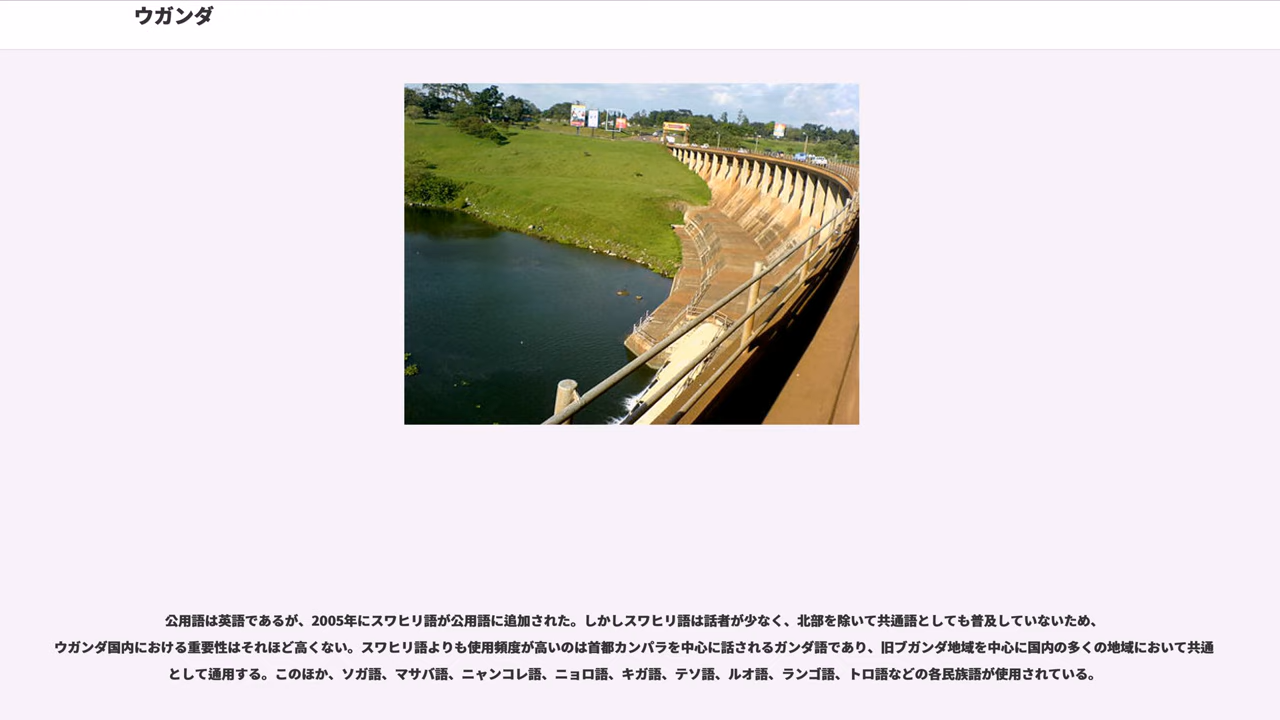 ウガンダ
公用語は英語であるが、2005年にスワヒリ語が公用語に追加された。しかしスワヒリ語は話者が少なく、北部を除いて共通語としても普及していないため、
ウガンダ国内における重要性はそれほど高くない。スワヒリ語よりも使用頻度が高いのは首都カンパラを中心に話されるガンダ語であり、旧ブガンダ地域を中心に国内の多くの地域において共通
として通用する。このほか、ソガ語、マサバ語、ニャンコレ語、ニョロ語、キガ語、テソ語、ルオ語、ランゴ語、トロ語などの各民族語が使用されている。